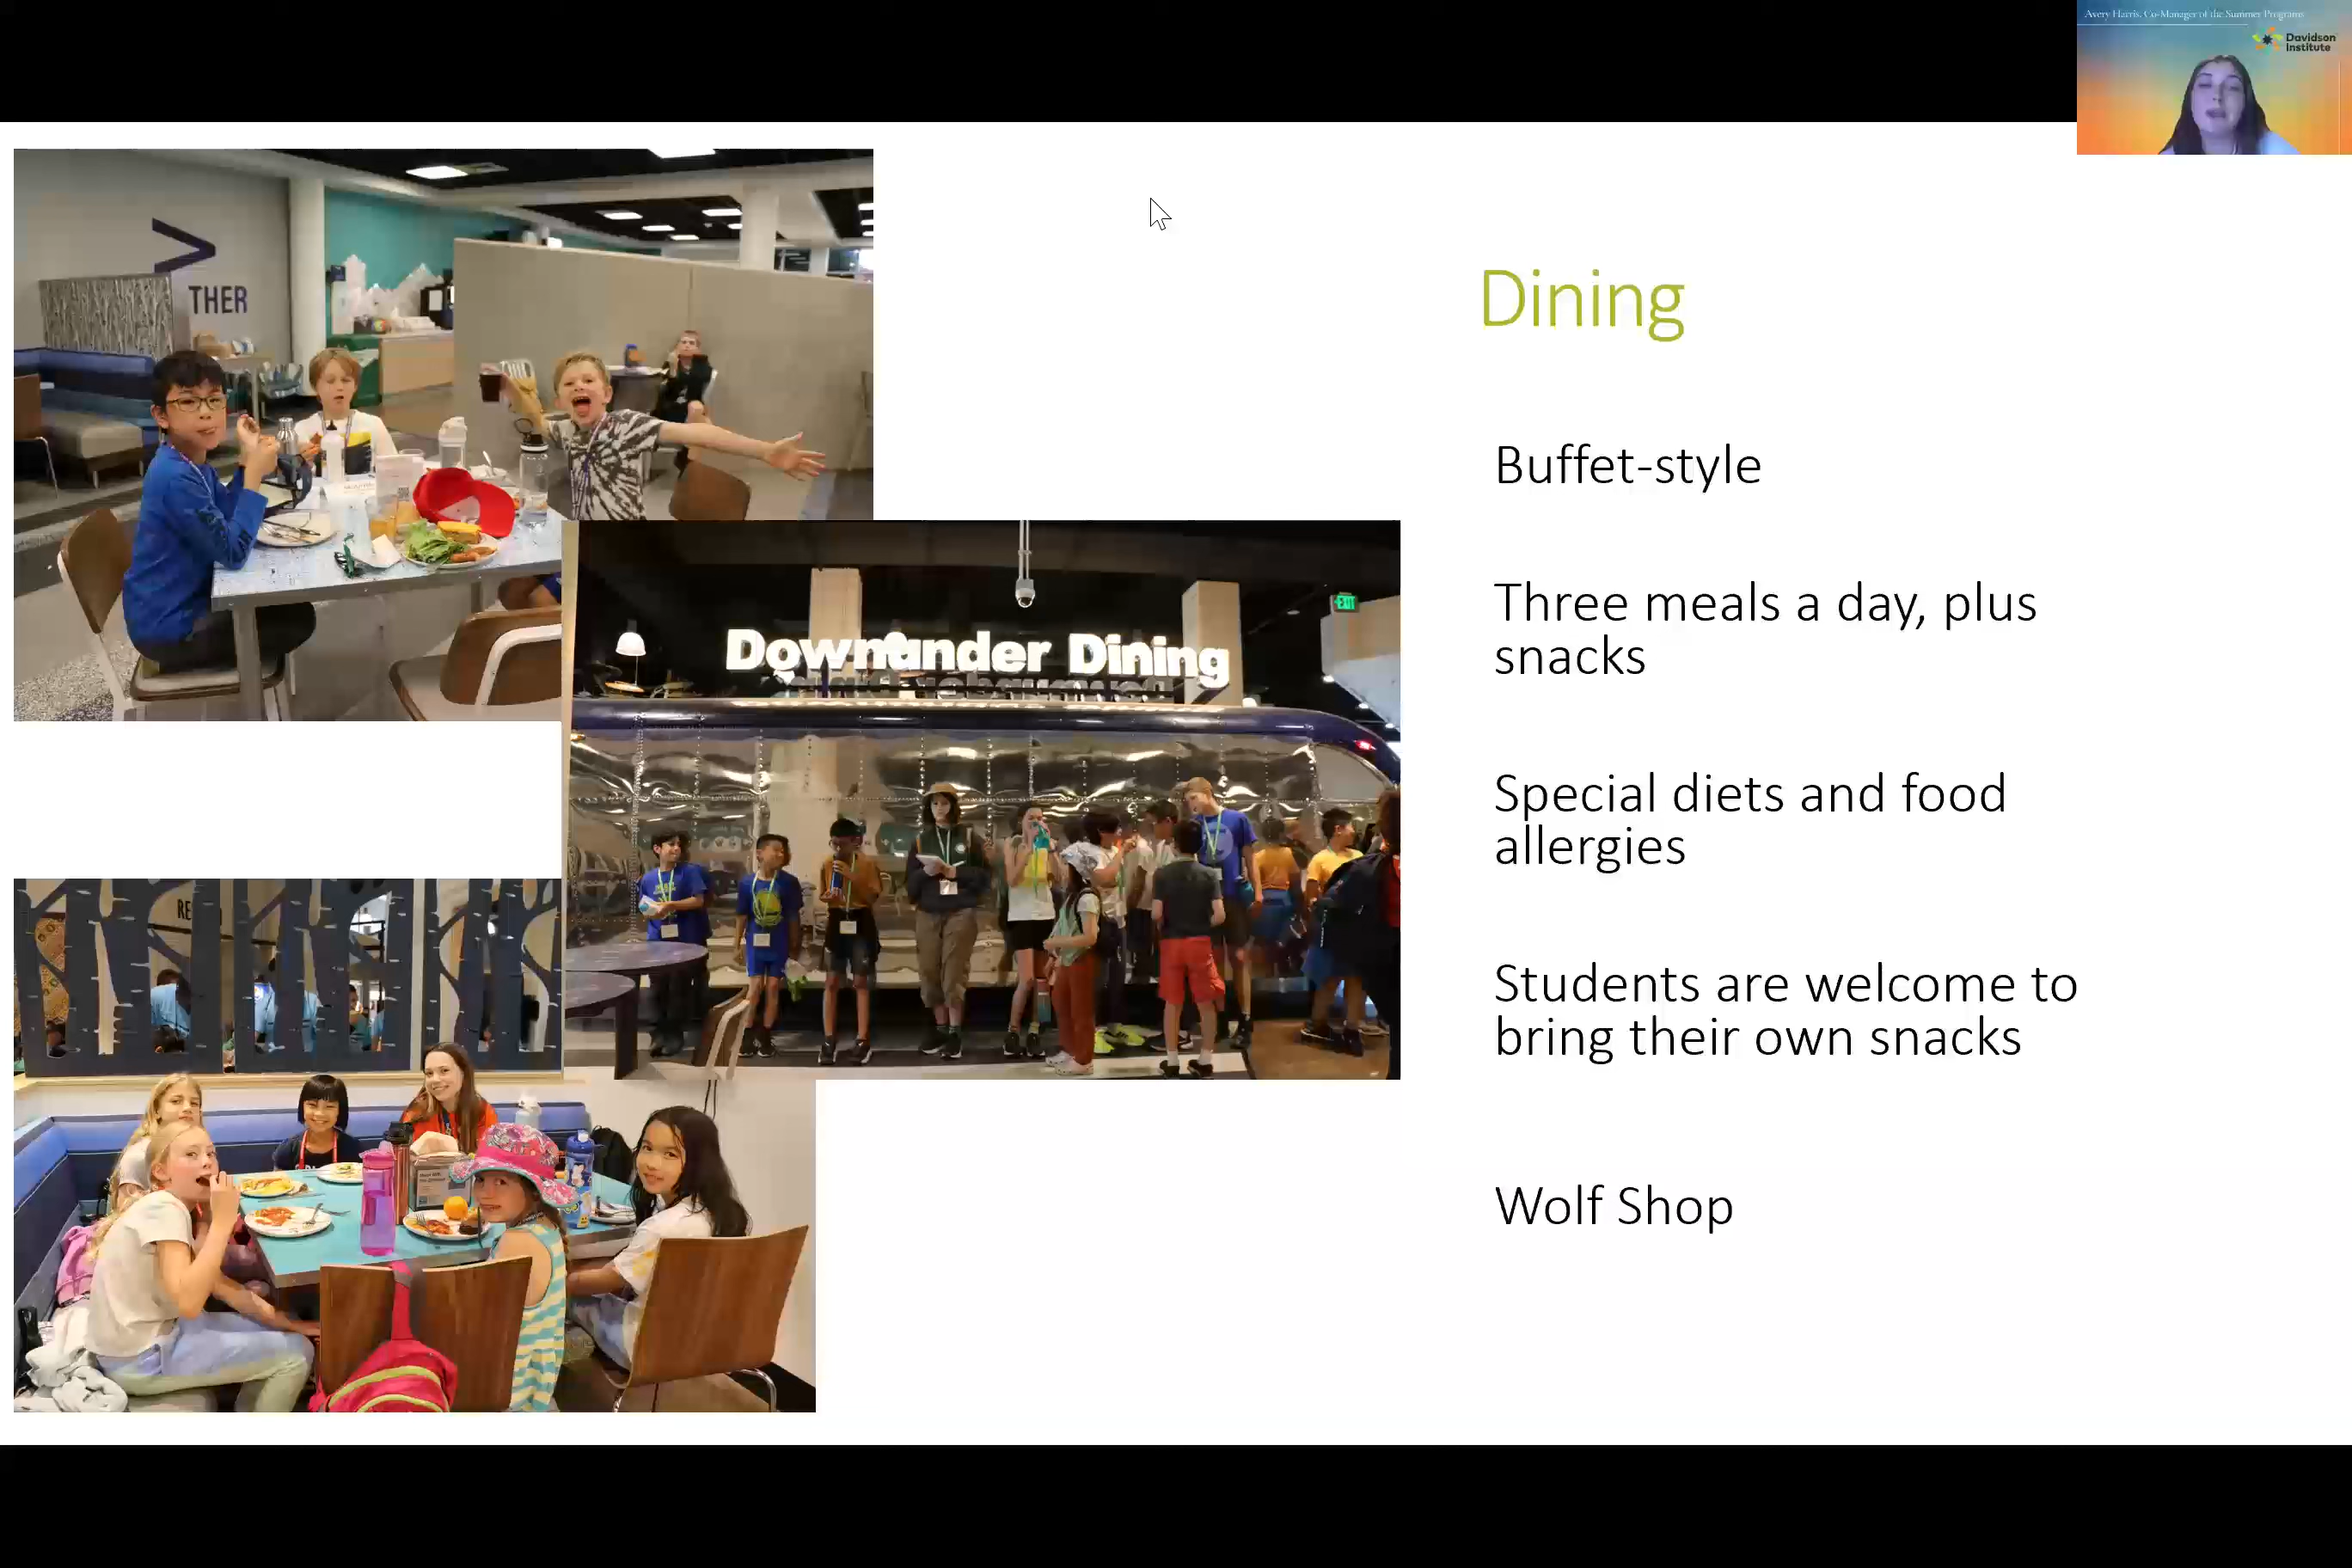 Avery Harris, Co-Manager of the Summer Programs
Davidson
Institute
THER
Dining
Buffet-style
Three meals a day, plus
snacks
Downunder Dining
EXIT
Special diets and food
allergies
Students are welcome to
bring their own snacks
Wolf Shop